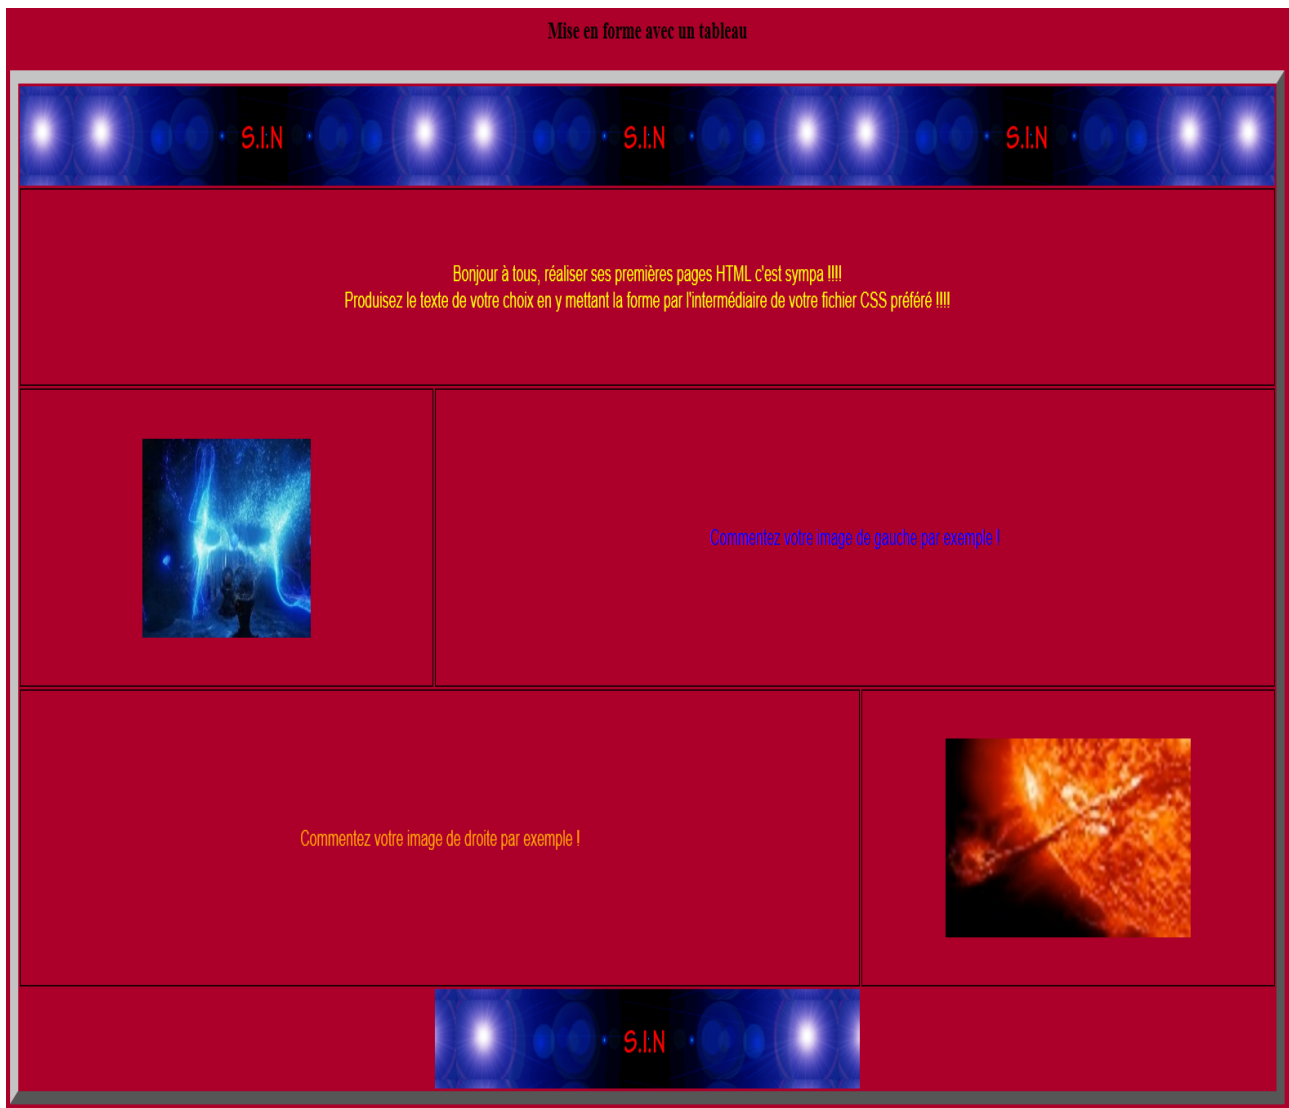 Mise en forme avec un tableau
S.I.N S.I.N S.I.N
Bonjour à tous, réaliser ses premières pages HTML c'est sympa !!!!
Produisez le texte de votre choix en y mettant la forme par l'intermédiaire de votre fichier CSS préféré !!!!
Commentez votre image de gauche par exemple !
Commentez votre image de droite par exemple !
S.I.N